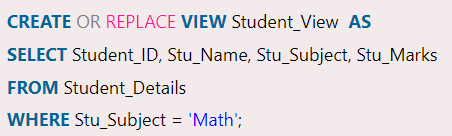 CREATE OR REPLACE VIEW Student_View AS
SELECT Student_ID, Stu_Name, Stu_Subject, Stu_Marks
FROM Student_Details
WHERE Stu_Subject = 'Math';